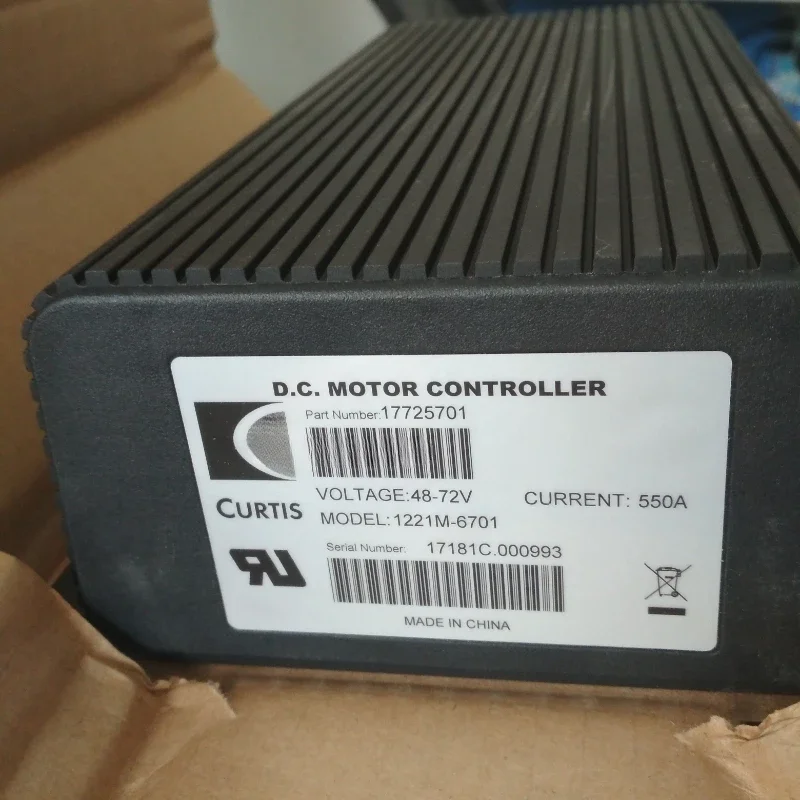 D.C. MOTOR CONTROLLER
Part Number:17725701
VOLTAGE:48-72V CURRENT: 550A
CURTIS
MODEL:1221M-6701
RU
Serial Number: 17181C.000993
MADE IN CHINA